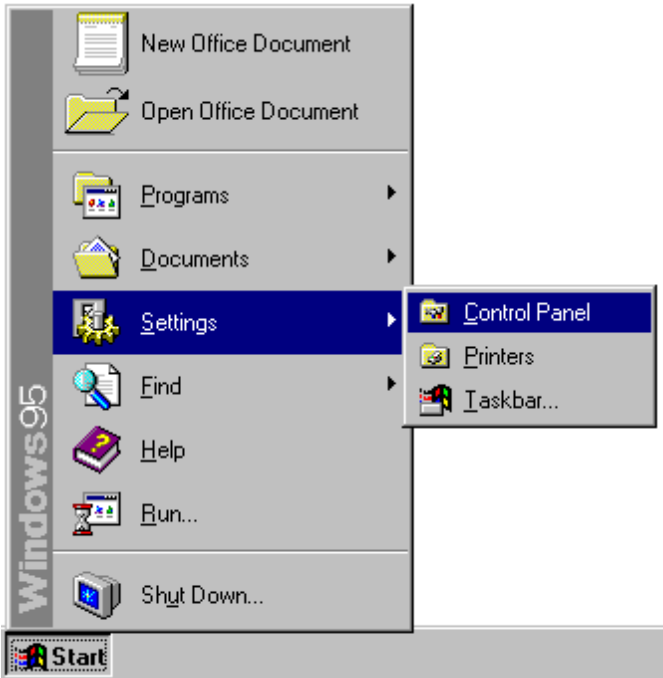 New Office Document
Open Office Document
Programs
Documents
Settings
Find
Help
Run...
Shut Down...
Control Panel
Printers
Taskbar...
Windows95
Start